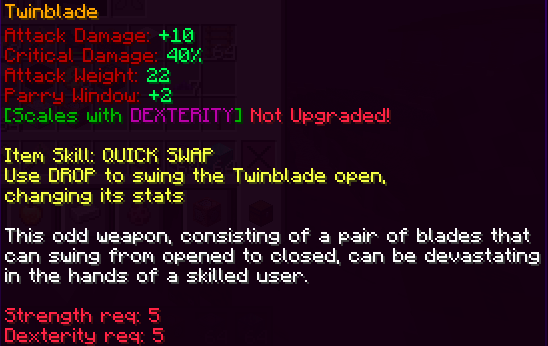 Twinblade
Attack Damage: +10
Critical Damage: 40%
Attack Weight: 22
Parry Window: +2
[Scales with DEXTERITY] Not Upgraded!
Item Skill: QUICK SWAP
Use DROP to swing the Twinblade open,
changing its stats
This odd weapon, consisting of a pair of blades that
can swing from opened to closed, can be devastating
in the hands of a skilled user.
Strength req: 5
Dexterity req: 5